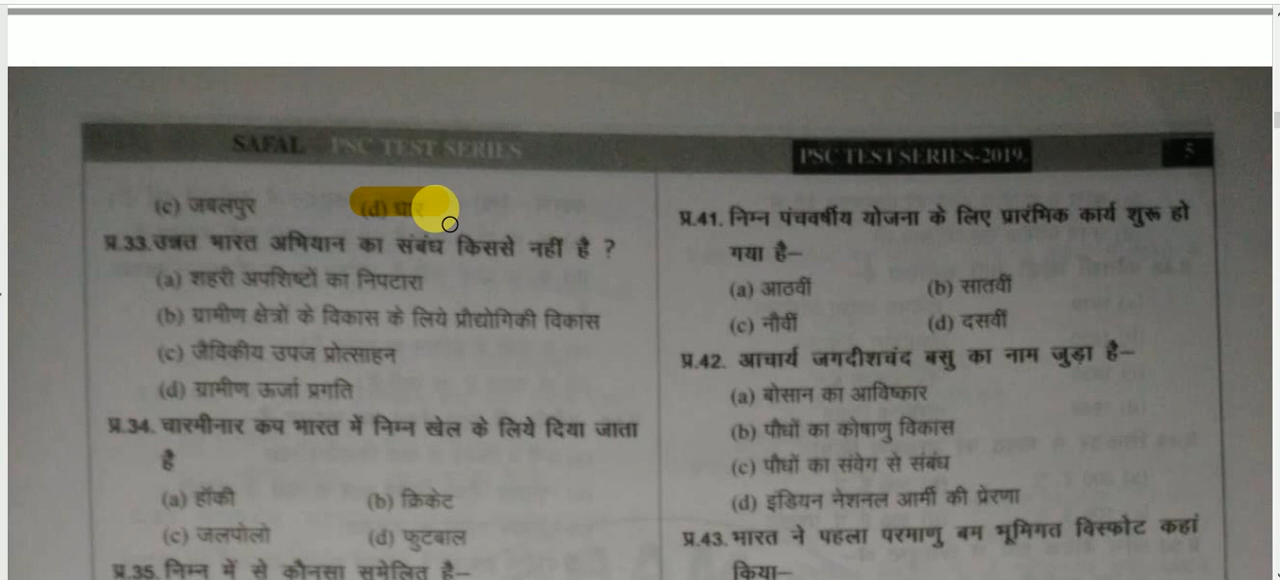 SAFAL PSC TEST SERIES
PSC TEST SERIES-2019
5
(c) जबलपुर (d) धार
प्र.33. उन्नत भारत अभियान का संबंध किससे नहीं है ?
(a) शहरी अपशिष्टों का निपटारा
(b) ग्रामीण क्षेत्रों के विकास के लिये प्रौद्योगिकी विकास
(c) जैविकीय उपज प्रोत्साहन
(d) ग्रामीण ऊर्जा प्रगति
प्र.34. चारमीनार कप भारत में निम्न खेल के लिये दिया जाता
है
(a) हॉकी (b) क्रिकेट
(c) जलपोलो (d) फुटबाल
प्र.35. निम्न में से कौनसा सुमेलित है–
प्र.41. निम्न पंचवर्षीय योजना के लिए प्रारंभिक कार्य शुरू हो
गया है–
(a) आठवीं (b) सातवीं
(c) नौवीं (d) दसवीं
प्र.42. आचार्य जगदीशचंद बसु का नाम जुड़ा है–
(a) बोसान का आविष्कार
(b) पौधों का कोषाणु विकास
(c) पौधों का संवेग से संबंध
(d) इंडियन नेशनल आर्मी की प्रेरणा
प्र.43. भारत ने पहला परमाणु बम भूमिगत विस्फोट कहां
किया–